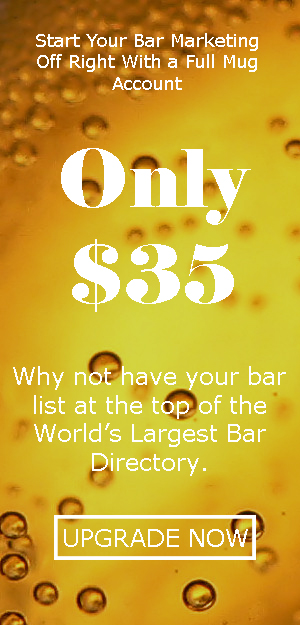 Start Your Bar Marketing
Off Right With a Full Mug
Account
Only
$35
Why not have your bar
list at the top of the
World's Largest Bar
Directory.
UPGRADE NOW